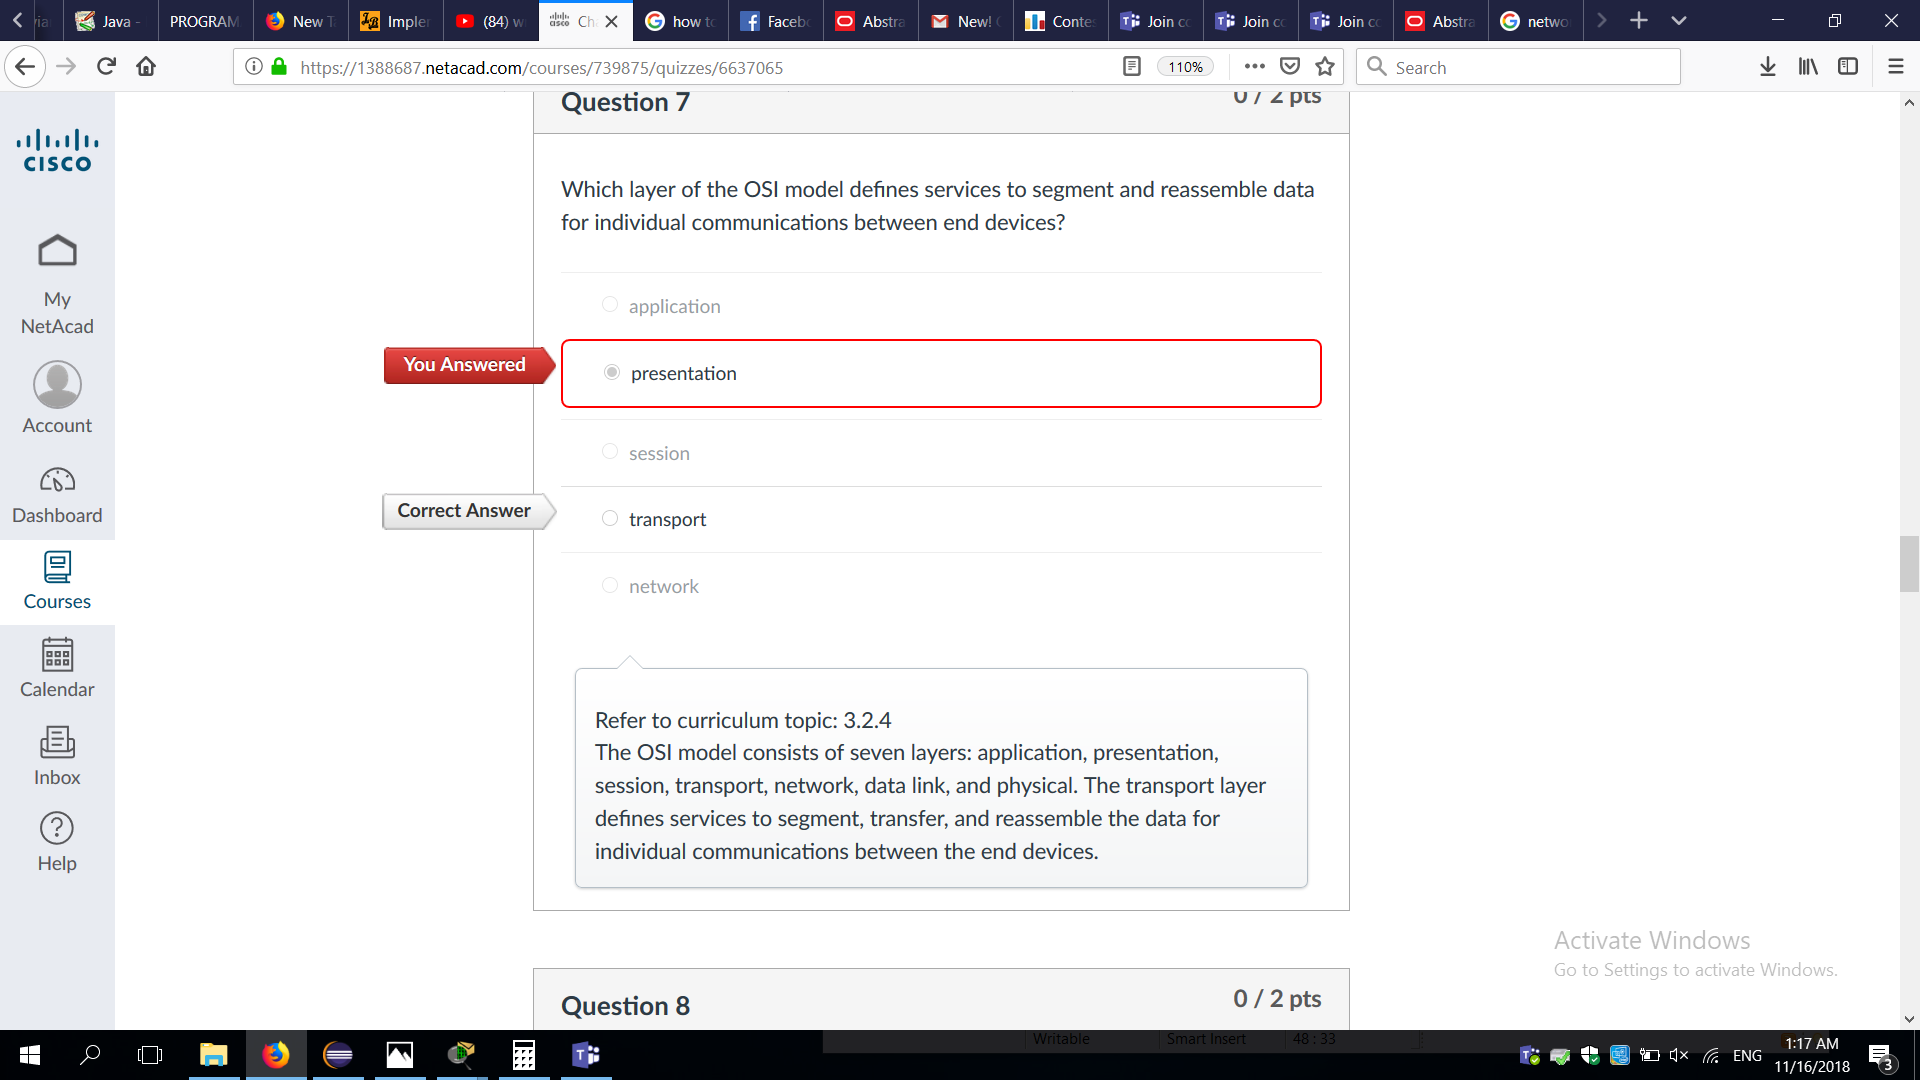 Java -
PROGRAM
New T
Imple
(84) w
Ch
how to
Faceb
Abstra
New!
Contes
Join co
Join co
Join co
Abstra
netwo
https://1388687.netacad.com/courses/739875/quizzes/6637065
110%
Search
CISCO
My
NetAcad
Account
Dashboard
Courses
Calendar
Inbox
Help
Question 7
0 / 2 pts
Which layer of the OSI model defines services to segment and reassemble data
for individual communications between end devices?
application
You Answered
presentation
session
Correct Answer
transport
network
Refer to curriculum topic: 3.2.4
The OSI model consists of seven layers: application, presentation,
session, transport, network, data link, and physical. The transport layer
defines services to segment, transfer, and reassemble the data for
individual communications between the end devices.
Activate Windows
Go to Settings to activate Windows.
Question 8
0 / 2 pts
Writable
Smart Insert
48 : 33
ENG
1:17 AM
11/16/2018
3